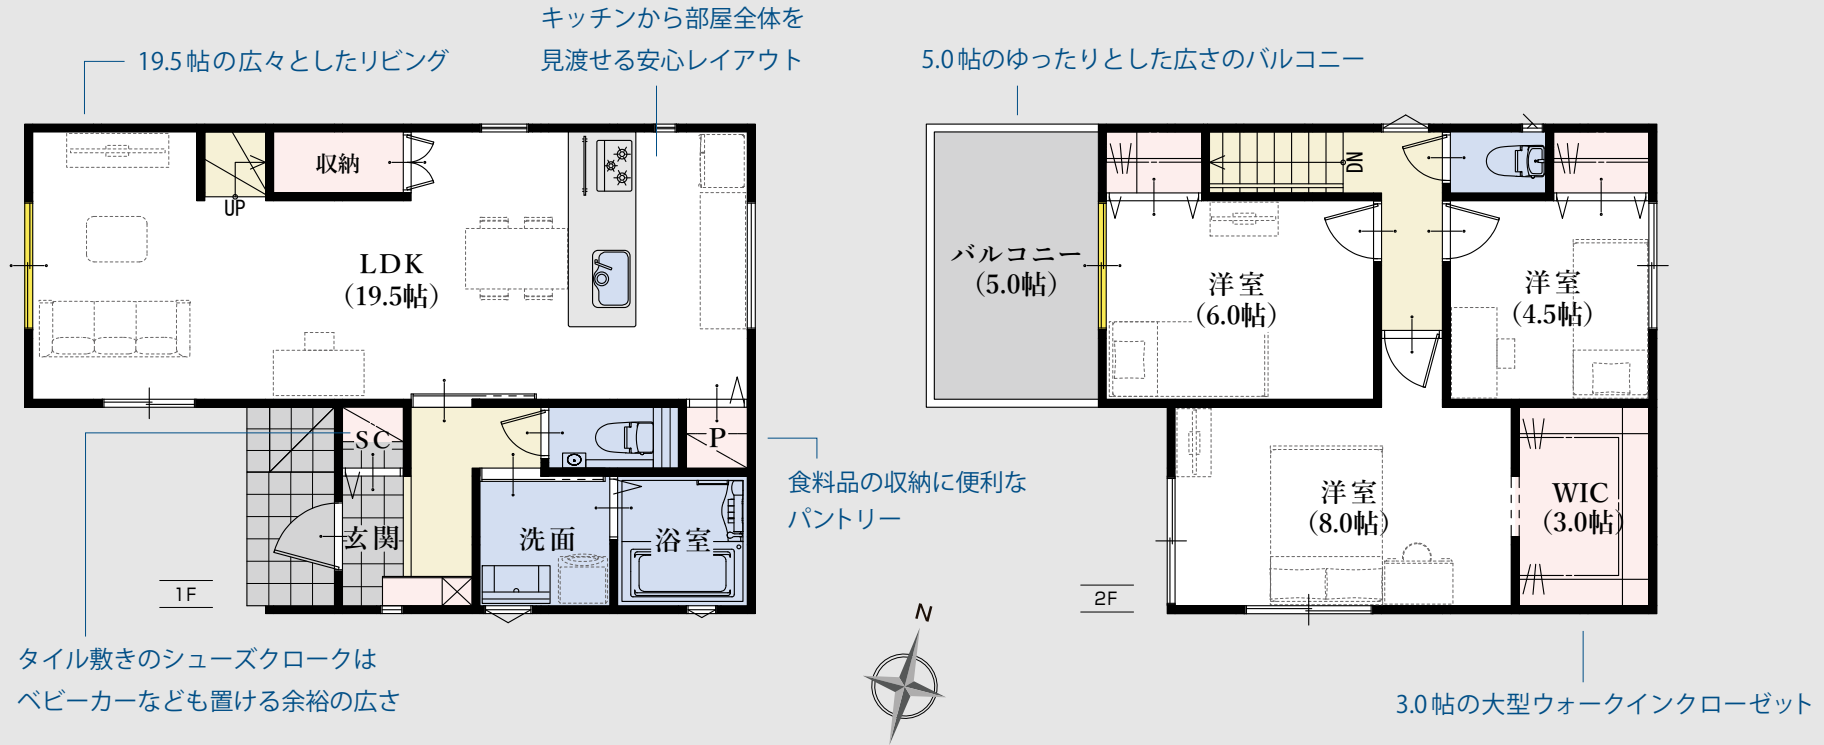 キッチンから部屋全体を
見渡せる安心レイアウト
19.5帖の広々としたリビング
5.0帖のゆったりとした広さのバルコニー
収納
UP
LDK
(19.5帖)
SC
P
玄関
洗面
浴室
1F
食料品の収納に便利な
パントリー
タイル敷きのシューズクロークは
ベビーカーなども置ける余裕の広さ
DN
バルコニー
(5.0帖)
洋室
(6.0帖)
洋室
(4.5帖)
洋室
(8.0帖)
WIC
(3.0帖)
2F
N
3.0帖の大型ウォークインクローゼット